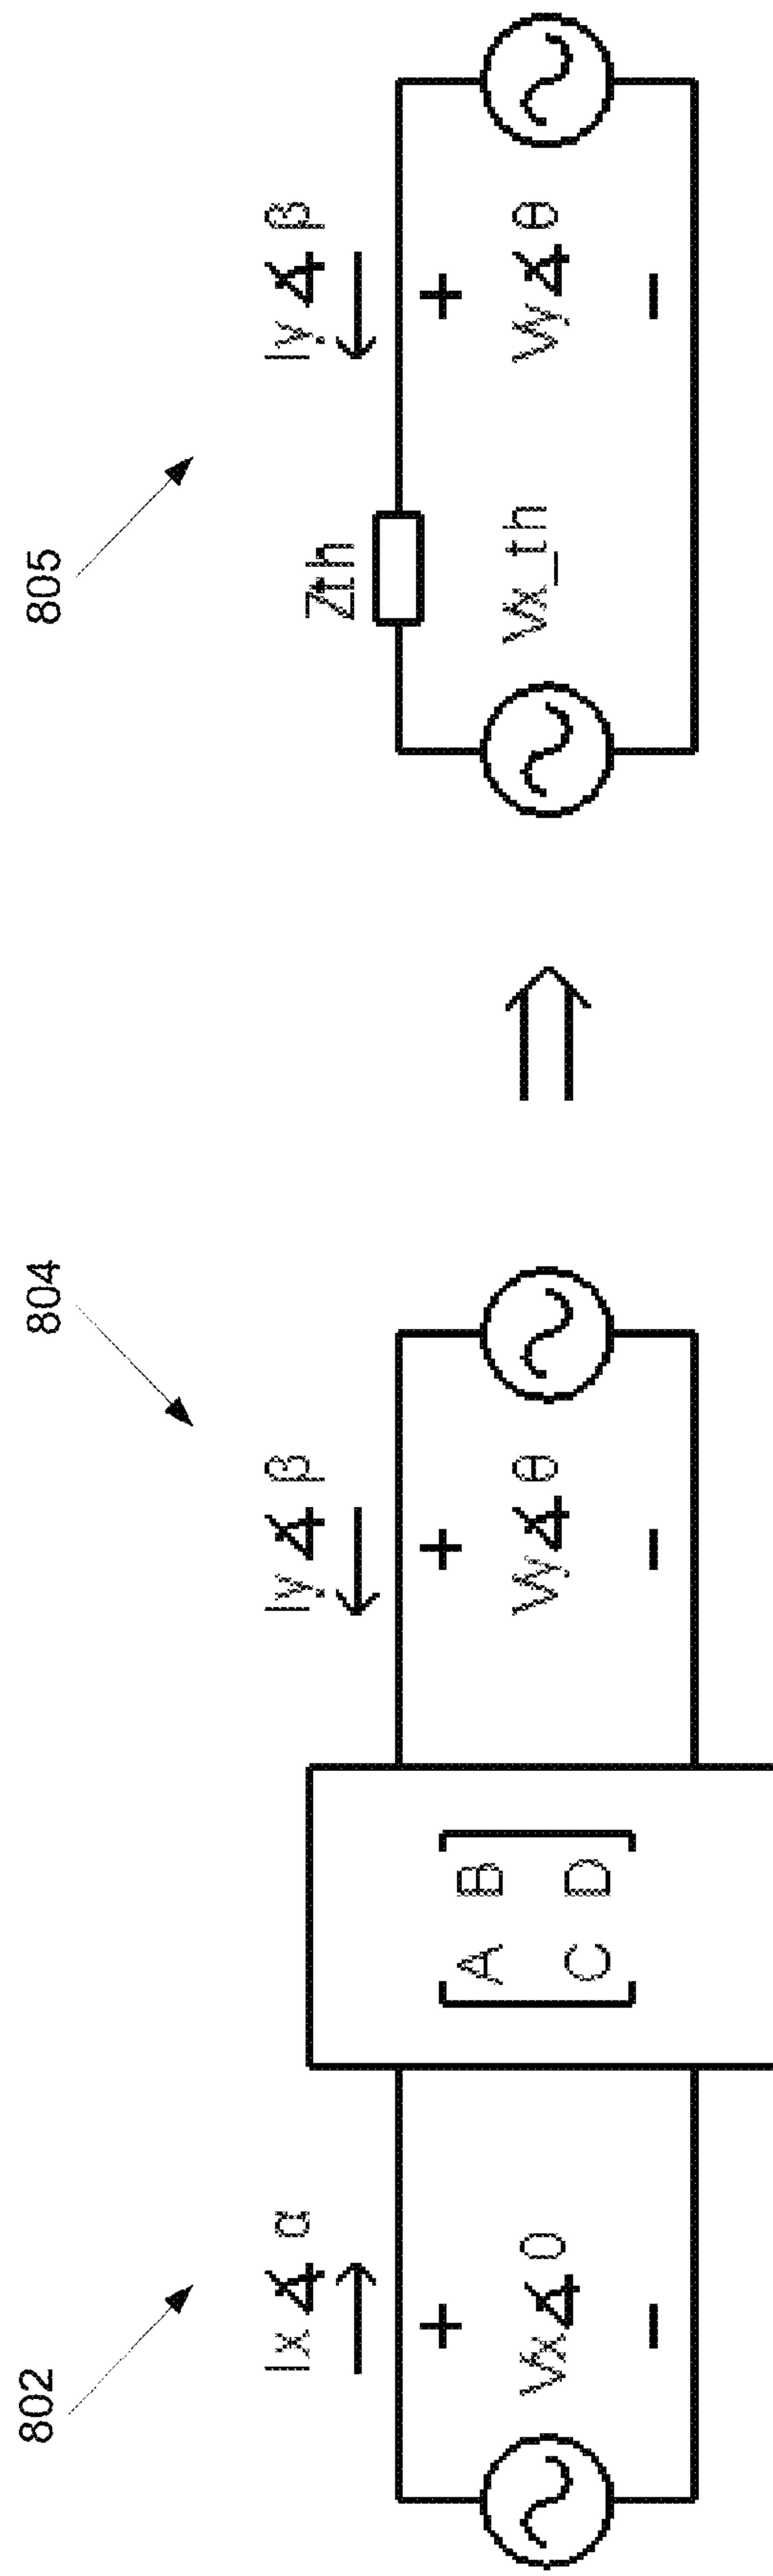 802
804
805
Ix∡α
Iy∡β
Zth
Iy∡β
+
+
+
A B
C D
Vx∡0
Vy∡θ
Vx_th
Vy∡θ
−
−
−